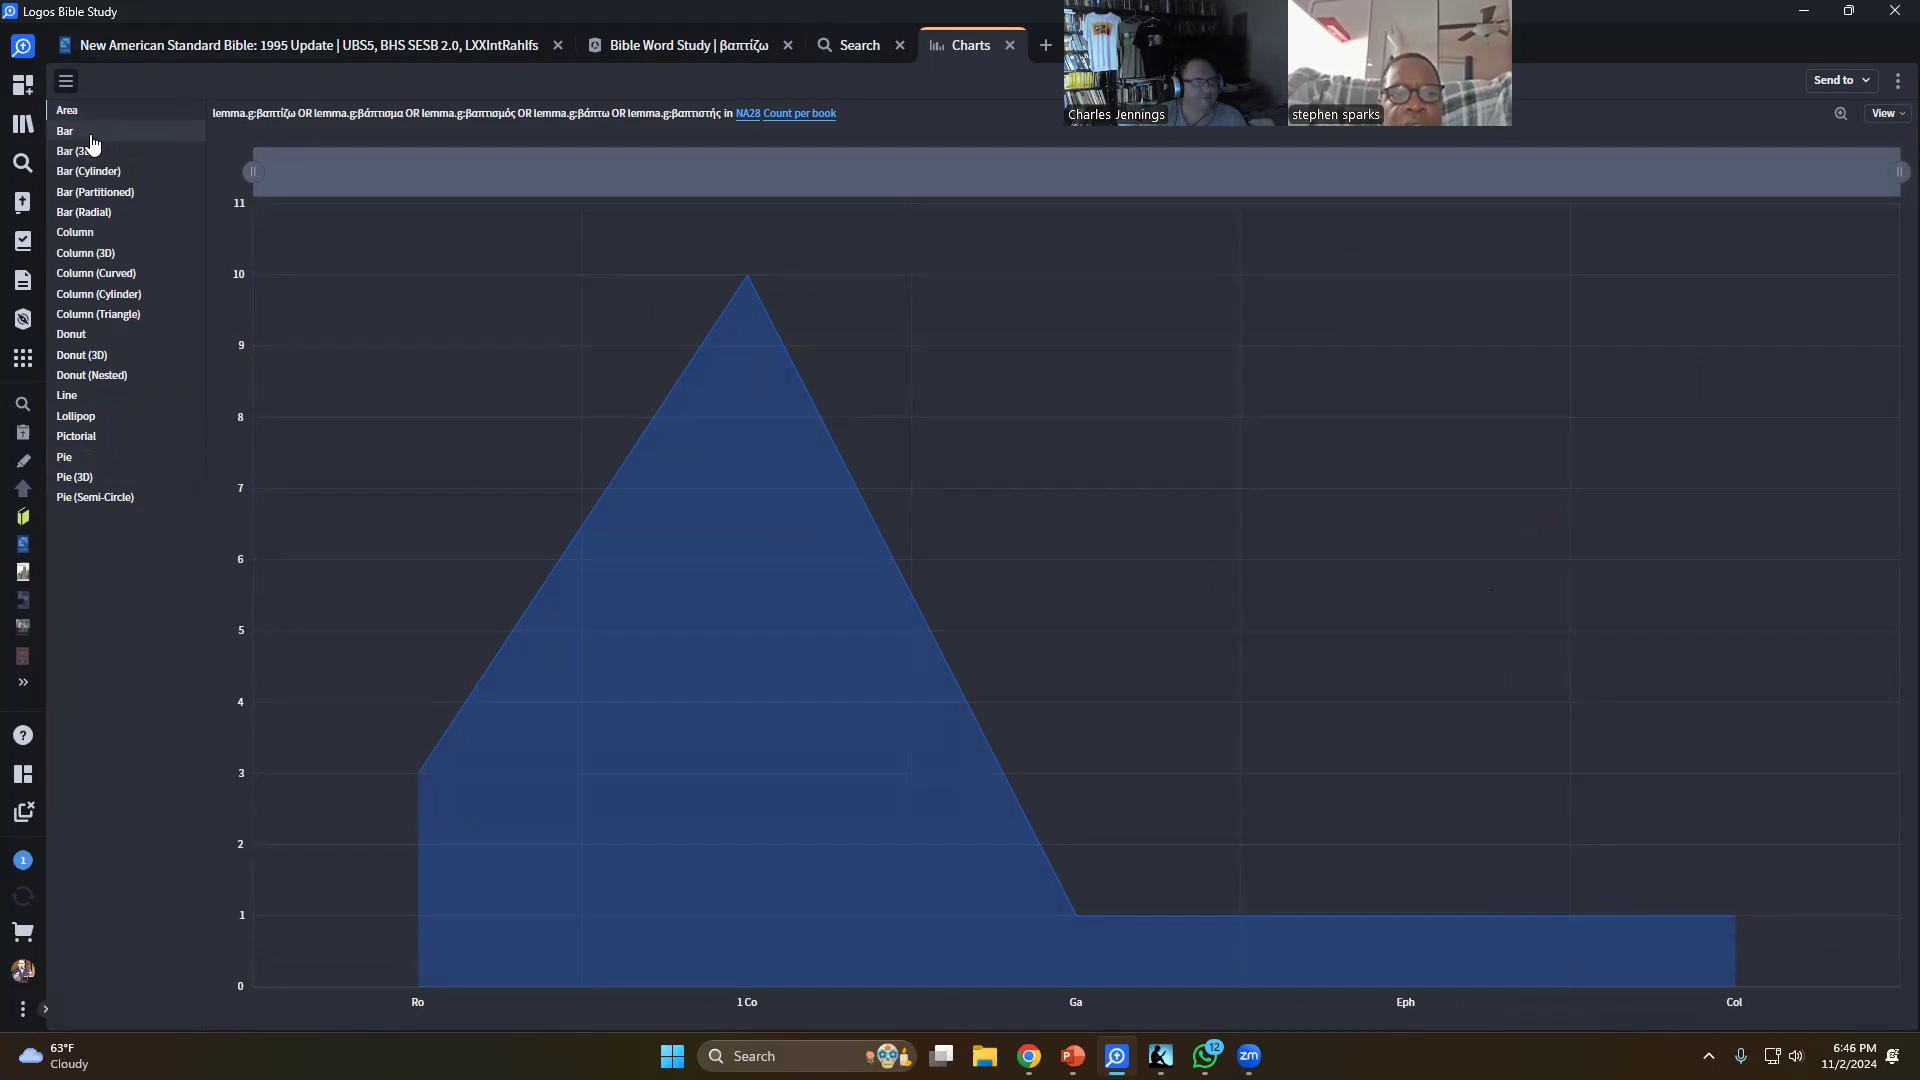 Logos Bible Study
New American Standard Bible: 1995 Update | UBS5, BHS SESB 2.0, LXXIntRahlfs
Bible Word Study | βαπτίζω
Search
Charts
Send to
Charles Jennings
stephen sparks
lemma.g:βαπτίζω OR lemma.g:βάπτισμα OR lemma.g:βαπτισμός OR lemma.g:βάπτω OR lemma.g:βαπτιστής in NA28 Count per book
View
Area
Bar
Bar (3
Bar (Cylinder)
Bar (Partitioned)
Bar (Radial)
Column
Column (3D)
Column (Curved)
Column (Cylinder)
Column (Triangle)
Donut
Donut (3D)
Donut (Nested)
Line
Lollipop
Pictorial
Pie
Pie (3D)
Pie (Semi-Circle)
11
10
9
8
7
6
5
4
3
2
1
0
Ro
1 Co
Ga
Eph
Col
1
63°F
Cloudy
Search
12
zm
6:46 PM
11/2/2024